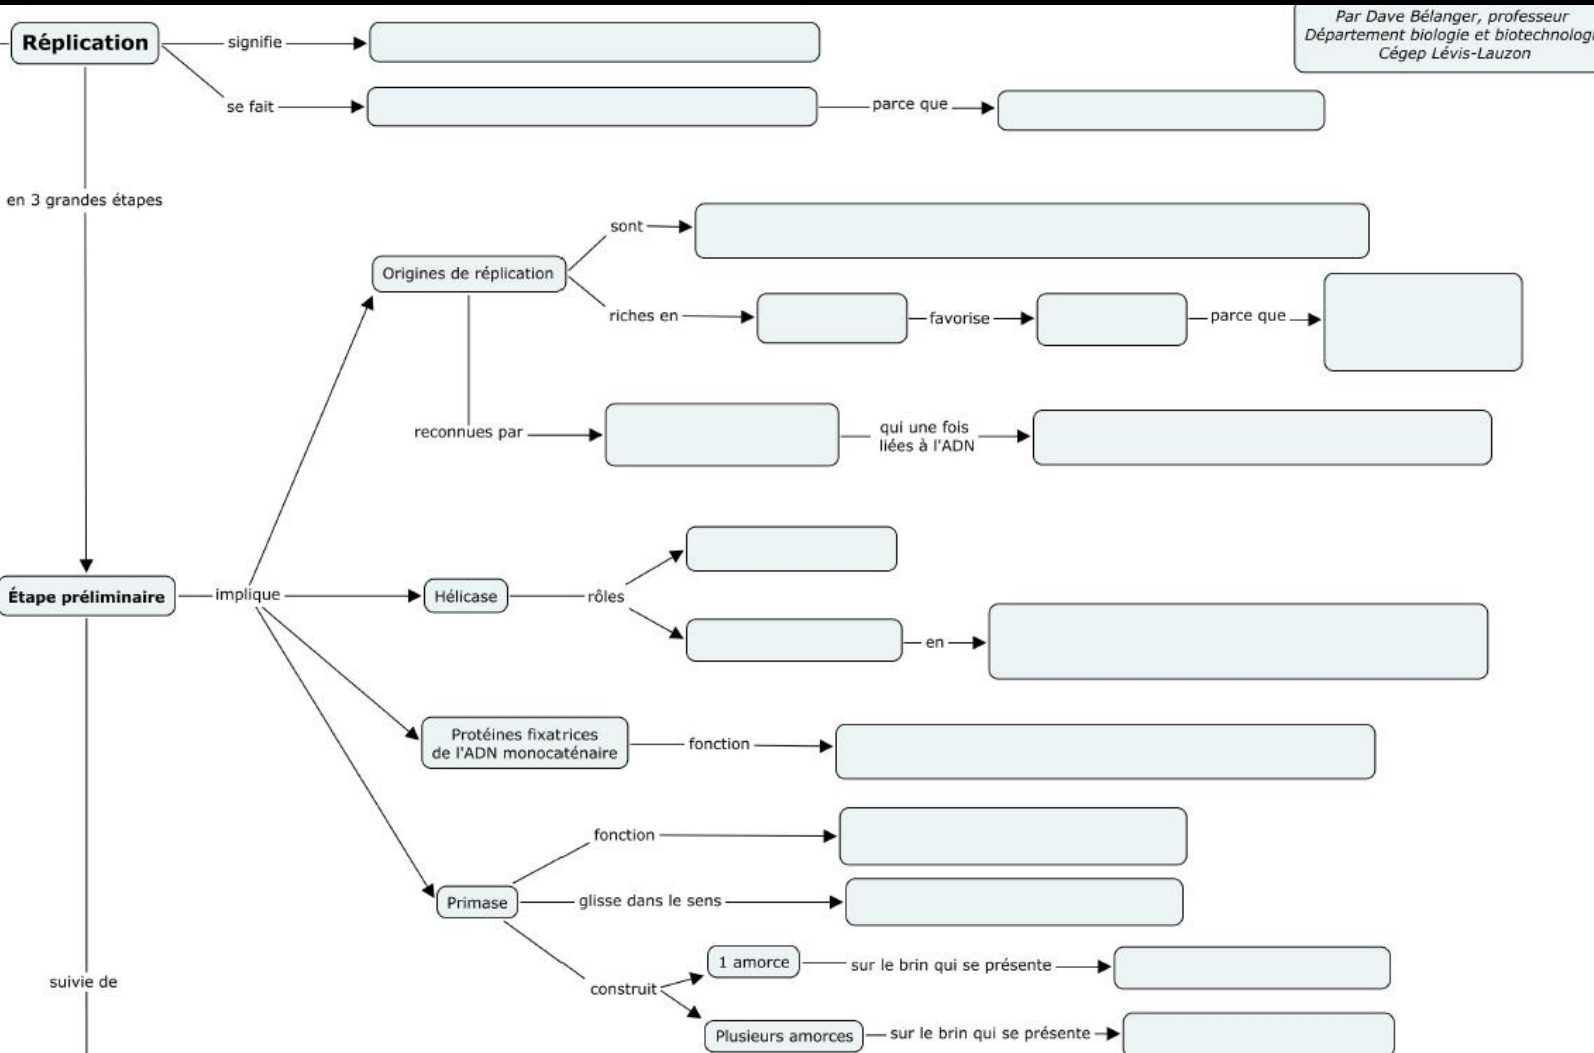 Par Dave Bélanger, professeur
Département biologie et biotechnologi
Cégep Lévis-Lauzon
Réplication
signifie
se fait
parce que
en 3 grandes étapes
Origines de réplication
sont
riches en
favorise
parce que
reconnues par
qui une fois
liées à l'ADN
Étape préliminaire
implique
Hélicase
rôles
en
Protéines fixatrices
de l'ADN monocaténaire
fonction
Primase
fonction
glisse dans le sens
construit
1 amorce
sur le brin qui se présente
Plusieurs amorces
sur le brin qui se présente
suivie de